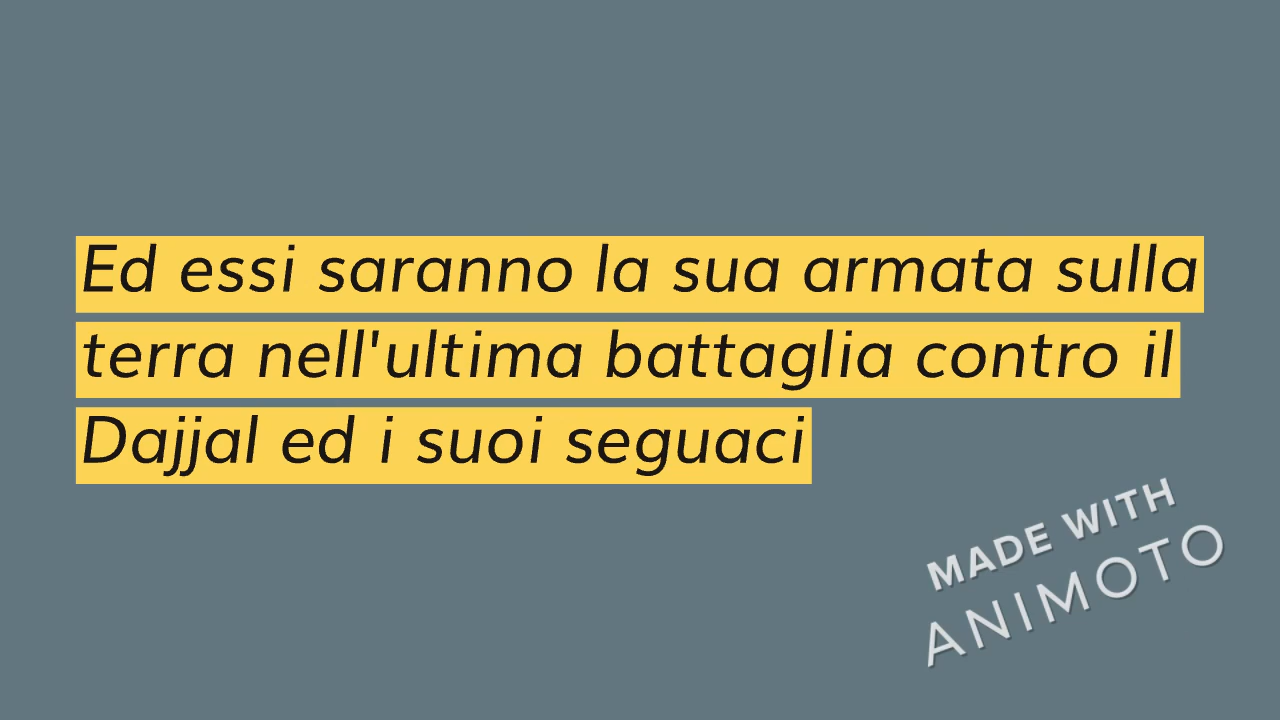 Ed essi saranno la sua armata sulla
terra nell'ultima battaglia contro il
Dajjal ed i suoi seguaci
MADE WITH
ANIMOTO